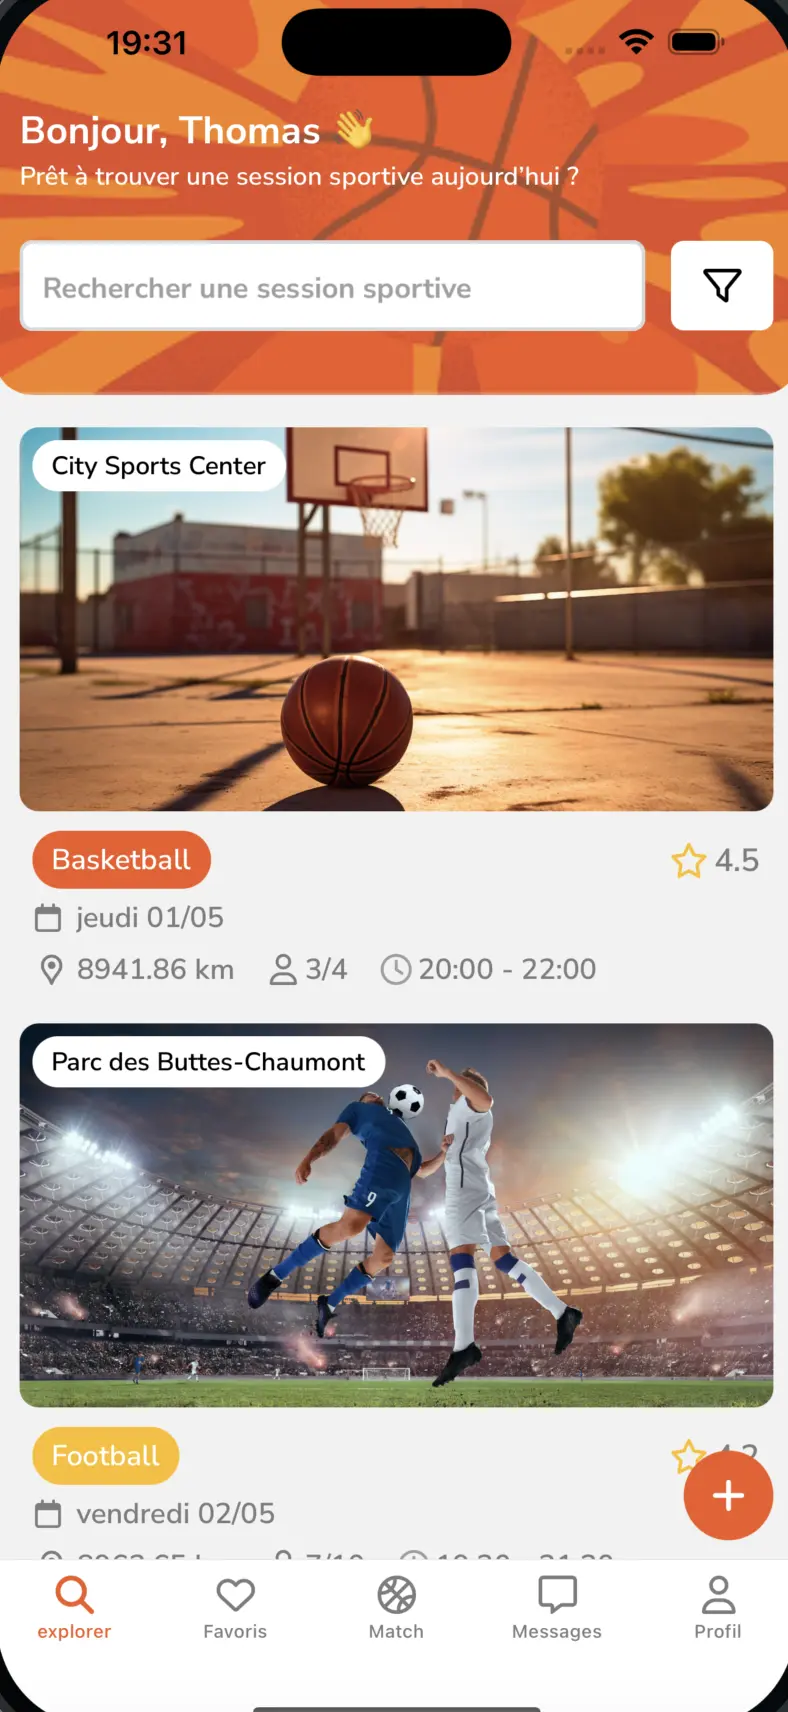 19:31
Bonjour, Thomas 👋
Prêt à trouver une session sportive aujourd'hui ?
Rechercher une session sportive
City Sports Center
Basketball
4.5
jeudi 01/05
8941.86 km 3/4 20:00 - 22:00
Parc des Buttes-Chaumont
9
Football
vendredi 02/05
explorer Favoris Match Messages Profil